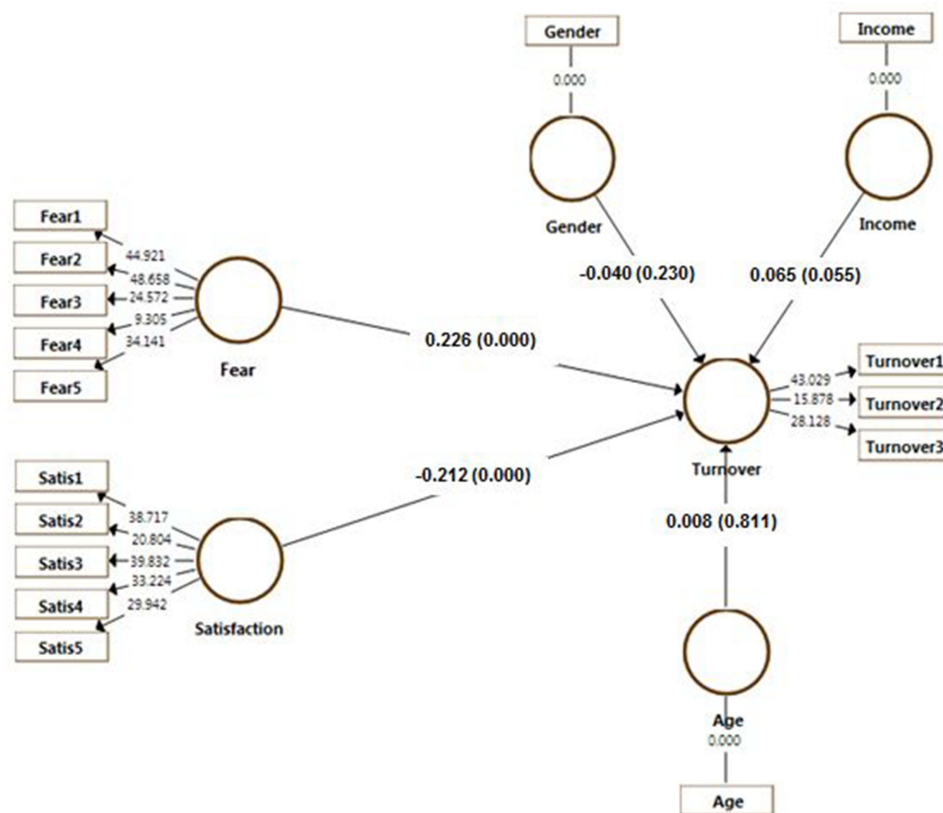 Gender
Income
0.000
0.000
Gender
Income
Fear1
Fear2
Fear3
Fear4
Fear5
44.921
48.658
24.572
9.305
34.141
Fear
-0.040 (0.230)
0.065 (0.055)
0.226 (0.000)
Turnover1
Turnover2
Turnover3
43.029
15.878
28.128
Turnover
Satis1
Satis2
Satis3
Satis4
Satis5
38.717
20.804
39.832
33.224
29.942
Satisfaction
-0.212 (0.000)
0.008 (0.811)
Age
0.000
Age